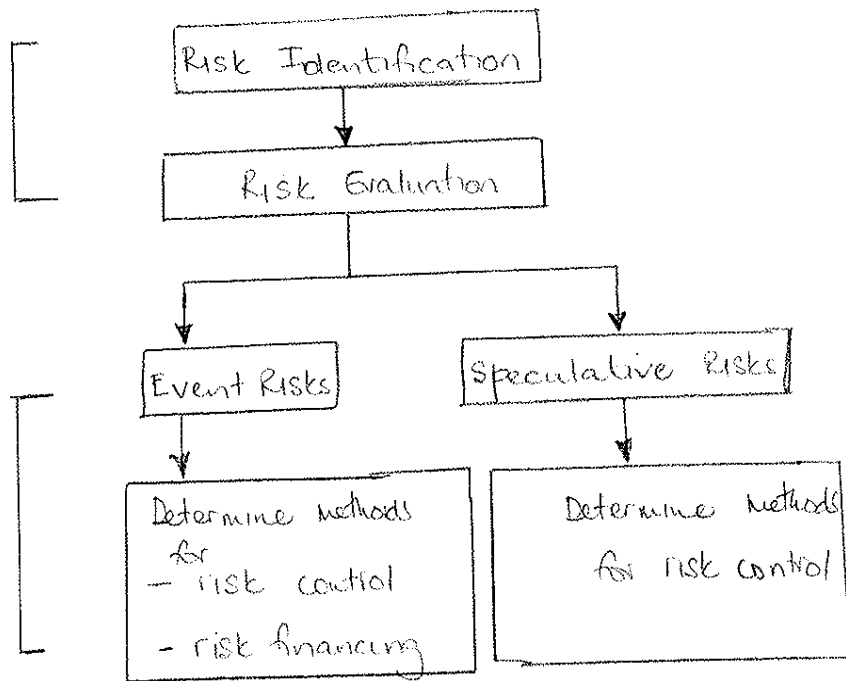 Risk Identification
Risk Evaluation
Event Risks
Speculative Risks
Determine methods
for
- risk control
- risk financing
Determine methods
for risk control